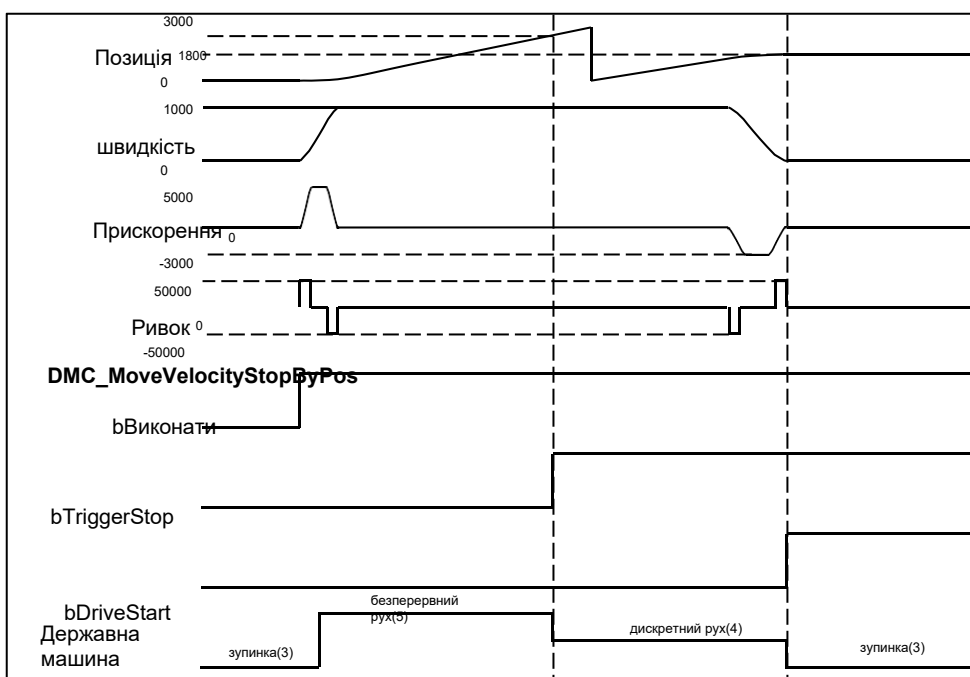 3000
Позиція 1800
0
1000
швидкість
0
5000
Прискорення 0
-3000
50000
Ривок 0
-50000
DMC_MoveVelocityStopByPos
bВиконати
bTriggerStop
bDriveStart
безперервний
рух(5)
Державна
машина
зупинка(3)
дискретний рух(4)
зупинка(3)